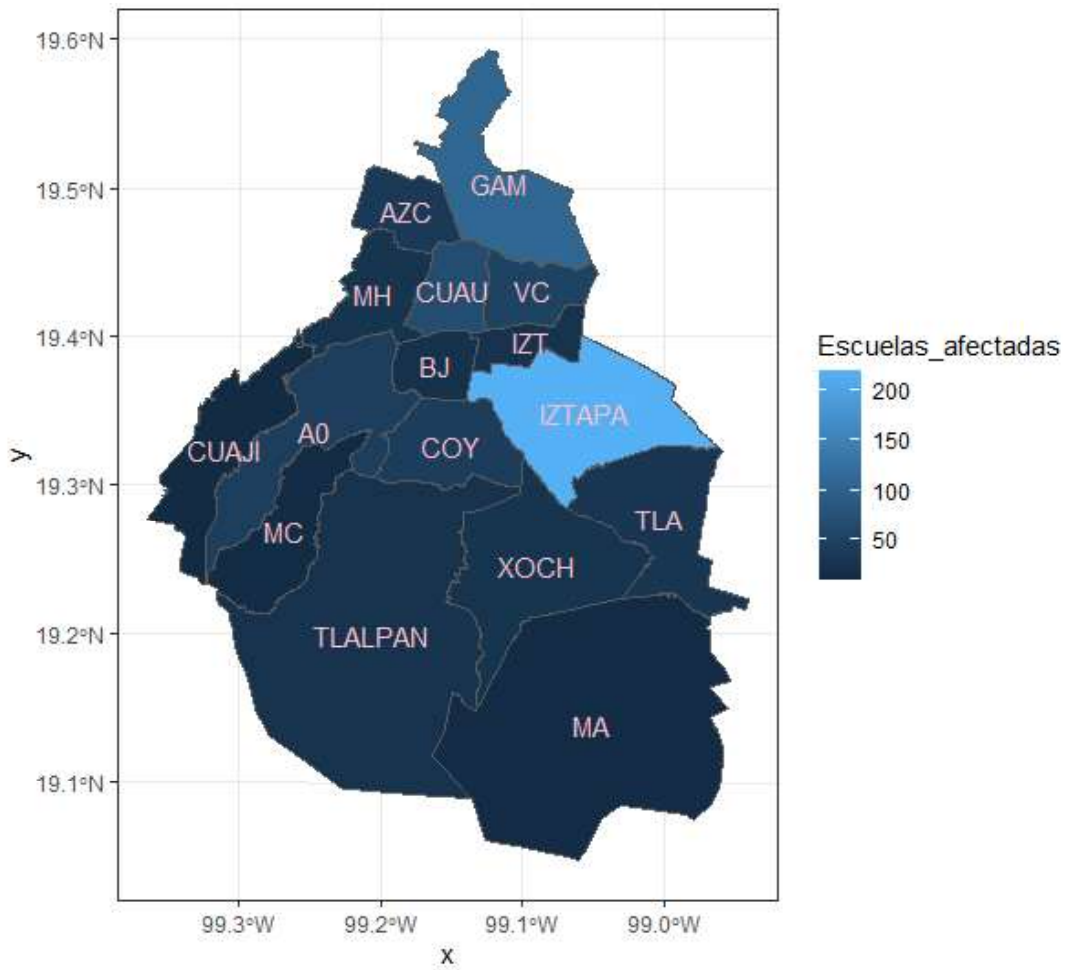 19.6°N
19.5°N
19.4°N
19.3°N
19.2°N
19.1°N
y
GAM
AZC
MH
CUAU
VC
IZT
BJ
IZTAPA
A0
COY
CUAJI
MC
TLA
XOCH
TLALPAN
MA
99.3°W
99.2°W
99.1°W
99.0°W
x
Escuelas_afectadas
200
150
100
50